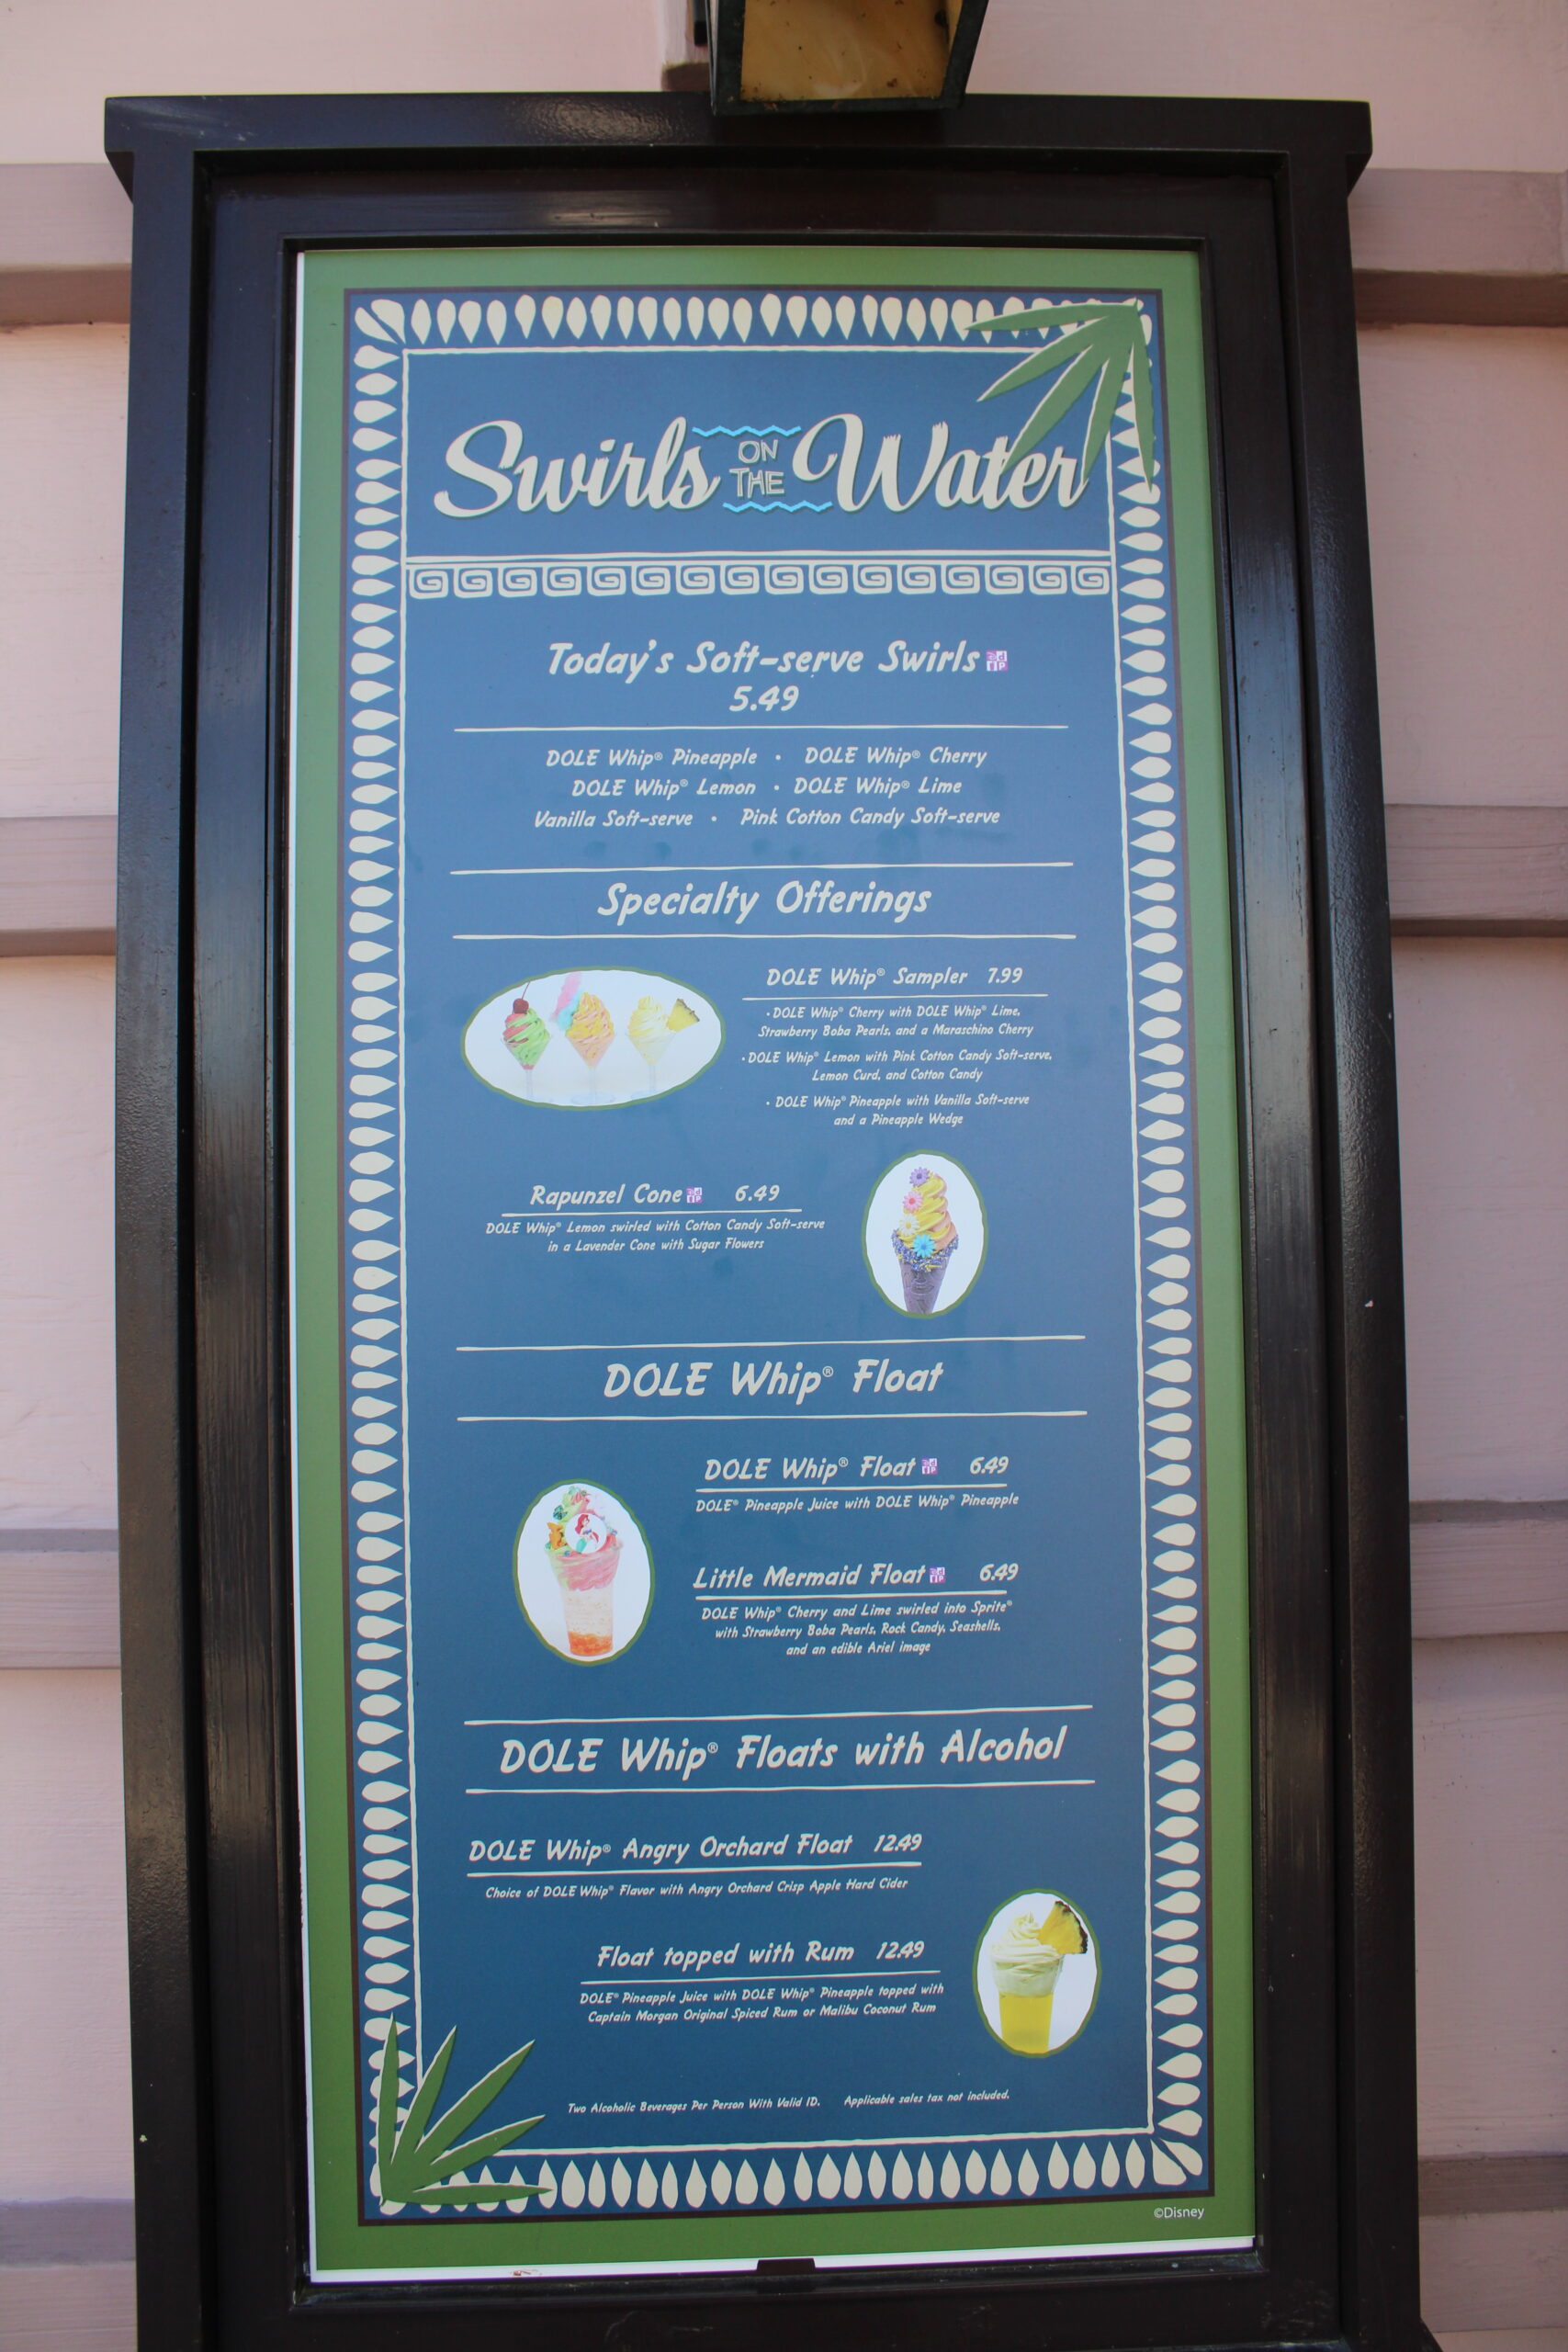 Swirls ON THE Water
Today's Soft-serve Swirls
5.49
DOLE Whip® Pineapple • DOLE Whip® Cherry
DOLE Whip® Lemon • DOLE Whip® Lime
Vanilla Soft-serve • Pink Cotton Candy Soft-serve
Specialty Offerings
DOLE Whip® Sampler 7.99
• DOLE Whip® Cherry with DOLE Whip® Lime,
Strawberry Boba Pearls, and a Maraschino Cherry
• DOLE Whip® Lemon with Pink Cotton Candy Soft-serve,
Lemon Curd, and Cotton Candy
• DOLE Whip® Pineapple with Vanilla Soft-serve
and a Pineapple Wedge
Rapunzel Cone 6.49
DOLE Whip® Lemon swirled with Cotton Candy Soft-serve
in a Lavender Cone with Sugar Flowers
DOLE Whip® Float
DOLE Whip® Float 6.49
DOLE® Pineapple Juice with DOLE Whip® Pineapple
Little Mermaid Float 6.49
DOLE Whip® Cherry and Lime swirled into Sprite®
with Strawberry Boba Pearls, Rock Candy, Seashells,
and an edible Ariel image
DOLE Whip® Floats with Alcohol
DOLE Whip® Angry Orchard Float 12.49
Choice of DOLE Whip® Flavor with Angry Orchard Crisp Apple Hard Cider
Float topped with Rum 12.49
DOLE® Pineapple Juice with DOLE Whip® Pineapple topped with
Captain Morgan Original Spiced Rum or Malibu Coconut Rum
Two Alcoholic Beverages Per Person With Valid ID. Applicable sales tax not included.
©Disney